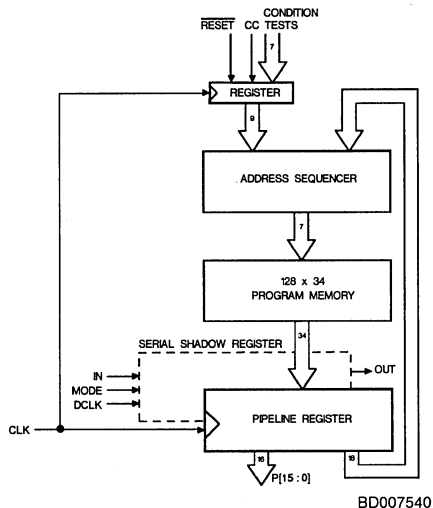 CONDITION
RESET CC TESTS
7
REGISTER
9
ADDRESS SEQUENCER
7
128 x 34
PROGRAM MEMORY
SERIAL SHADOW REGISTER
34
IN
OUT
MODE
DCLK
PIPELINE REGISTER
CLK
16
18
P[15:0]
BD007540